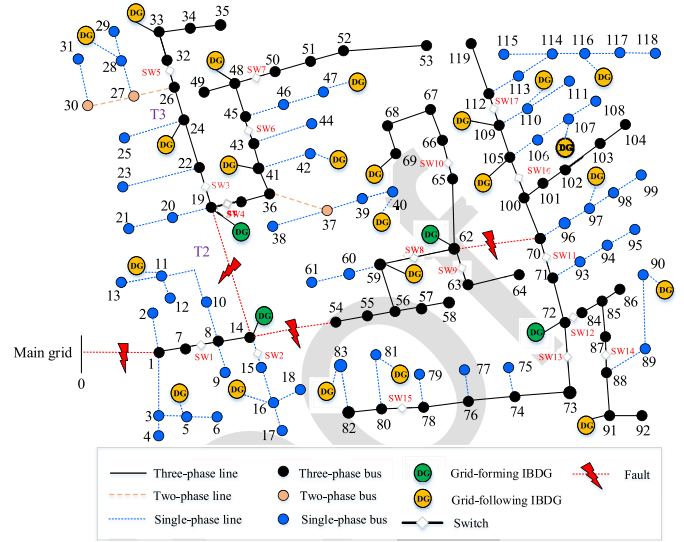 29 33 34 35
DG DG
31 28 32 SW5 SW7 50 51 52 53 119 115 114 116 117 118
DG 48 49 47 DG DG DG
30 27 26 46 113 111
T3 45 112 SW17 110 108
24 SW6 44 68 67 DG 109 107
DG 43 66 106 DG 104
25 22 DG 41 42 DG DG 69 SW10 105 103
23 SW3 65 DG SW16 102
19 SW4 36 39 40 100 101 DG 99
21 20 37 DG 98
DG 38 DG 62 97
T2 SW8 70 96
DG 11 61 60 59 DG SW9 SW11 95
13 12 10 63 64 71 93 94 90
2 DG 54 55 56 57 58 72 SW12 84 85 86 DG
7 8 14 DG
Main grid 1 SW1 SW2 83 81 SW13 87 SW14
0 9 15 79 77 75 88 89
DG DG 16 18 DG DG SW15
3 5 6 17 82 80 78 76 74 73 DG 91 92
4
Three-phase line Three-phase bus DG Grid-forming IBDG Fault
Two-phase line Two-phase bus DG Grid-following IBDG
Single-phase line Single-phase bus Switch